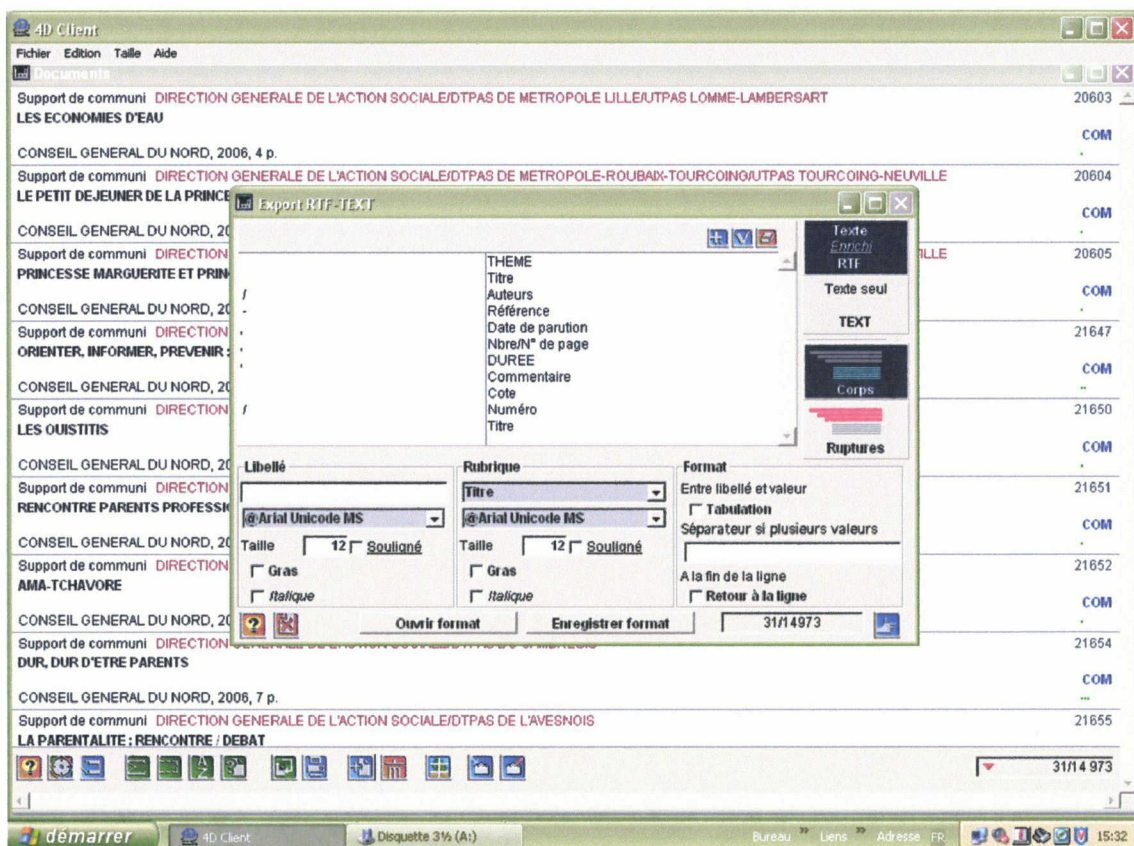 4D Client
Fichier Edition Taille Aide
Documents
Support de communi DIRECTION GENERALE DE L'ACTION SOCIALE/DTPAS DE METROPOLE LILLE/UTPAS LOMME-LAMBERSART 20603
LES ECONOMIES D'EAU
COM
CONSEIL GENERAL DU NORD, 2006, 4 p.
Support de communi DIRECTION GENERALE DE L'ACTION SOCIALE/DTPAS DE METROPOLE-ROUBAIX-TOURCOING/UTPAS TOURCOING-NEUVILLE 20604
LE PETIT DEJEUNER DE LA PRINCE
COM
CONSEIL GENERAL DU NORD, 20
Support de communi DIRECTION ILLE 20605
PRINCESSE MARGUERITE ET PRIN
COM
CONSEIL GENERAL DU NORD, 20
Support de communi DIRECTION 21647
ORIENTER, INFORMER, PREVENIR :
COM
CONSEIL GENERAL DU NORD, 20
Support de communi DIRECTION 21650
LES OUISTITIS
COM
CONSEIL GENERAL DU NORD, 20
Support de communi DIRECTION 21651
RENCONTRE PARENTS PROFESSI
COM
CONSEIL GENERAL DU NORD, 20
Support de communi DIRECTION 21652
AMA-TCHAVORE
COM
CONSEIL GENERAL DU NORD, 20
Support de communi DIRECTION 21654
DUR, DUR D'ETRE PARENTS
COM
CONSEIL GENERAL DU NORD, 2006, 7 p.
Support de communi DIRECTION GENERALE DE L'ACTION SOCIALE/DTPAS DE L'AVESNOIS 21655
LA PARENTALITE ; RENCONTRE / DEBAT
31/14 973
Export RTF-TEXT
THEME
Titre
/ Auteurs
- Référence
, Date de parution
, Nbre/N° de page
, DUREE
Commentaire
Cote
/ Numéro
Titre
Texte
Enrichi
RTF
Texte seul
TEXT
Corps
Ruptures
Libellé
@Arial Unicode MS
Taille 12 Souligné
Gras
Italique
Rubrique
Titre
@Arial Unicode MS
Taille 12 Souligné
Gras
Italique
Format
Entre libellé et valeur
Tabulation
Séparateur si plusieurs valeurs
A la fin de la ligne
Retour à la ligne
Ouvrir format Enregistrer format 31/14973
démarrer 4D Client Disquette 3½ (A:) Bureau » Liens » Adresse FR 15:32